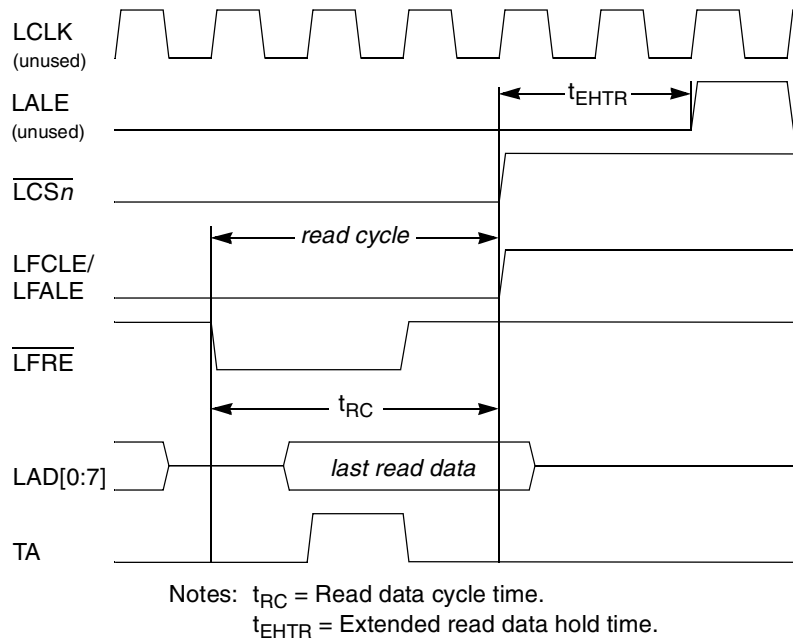 LCLK
(unused)
LALE
(unused)
tEHTR
LCSn
read cycle
LFCLE/
LFALE
LFRE
tRC
LAD[0:7]
last read data
TA
Notes: tRC = Read data cycle time.
tEHTR = Extended read data hold time.